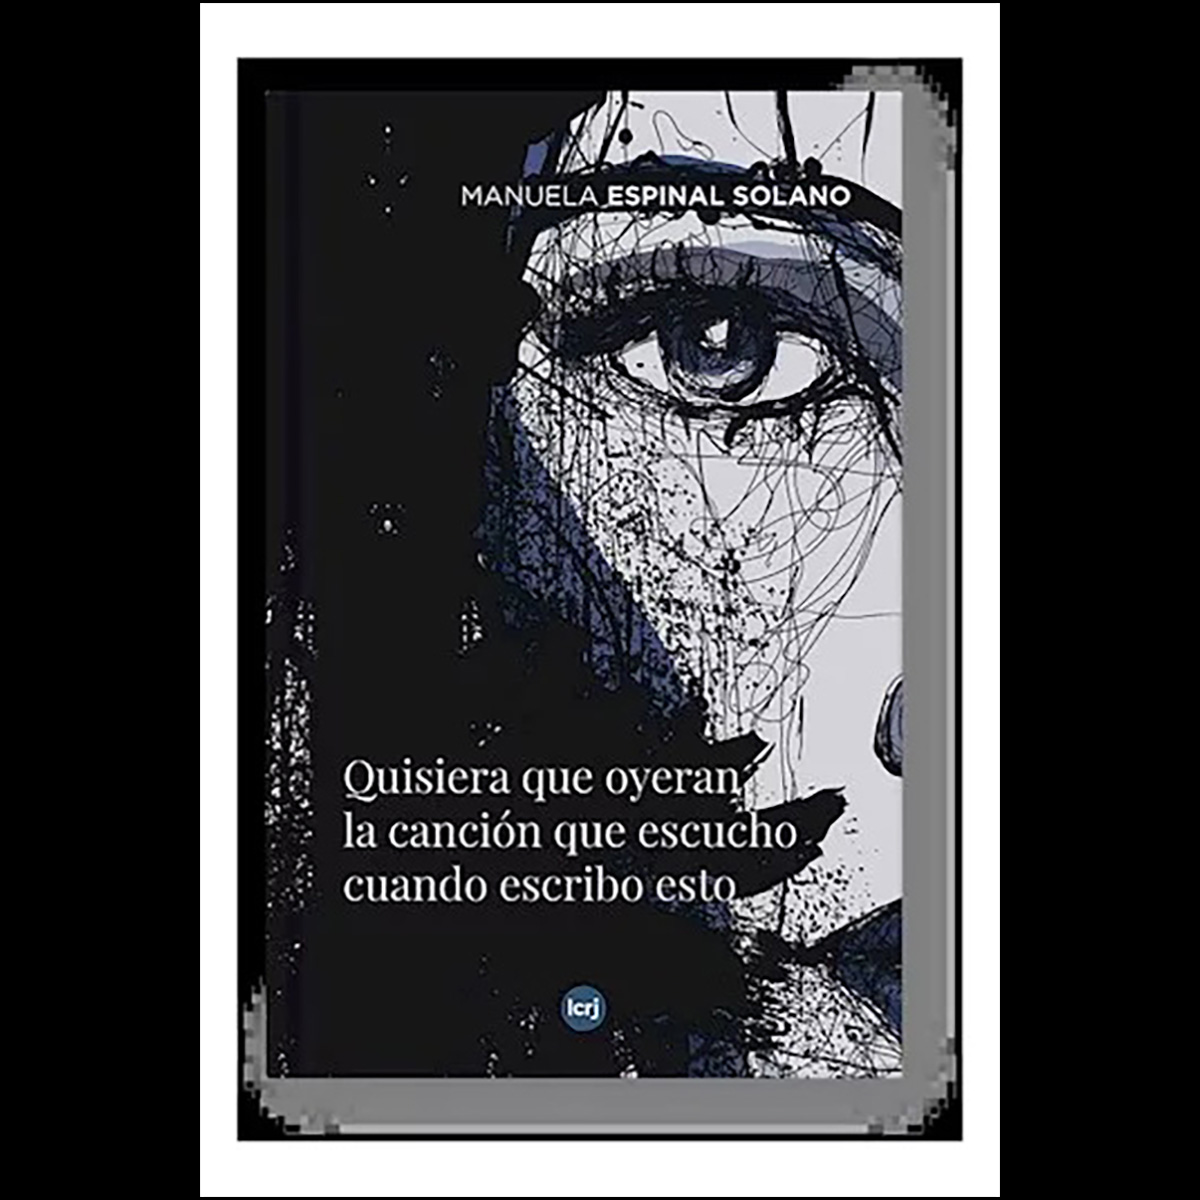 MANUELA ESPINAL SOLANO
Quisiera que oyeran
la canción que escucho
cuando escribo esto
lcrj